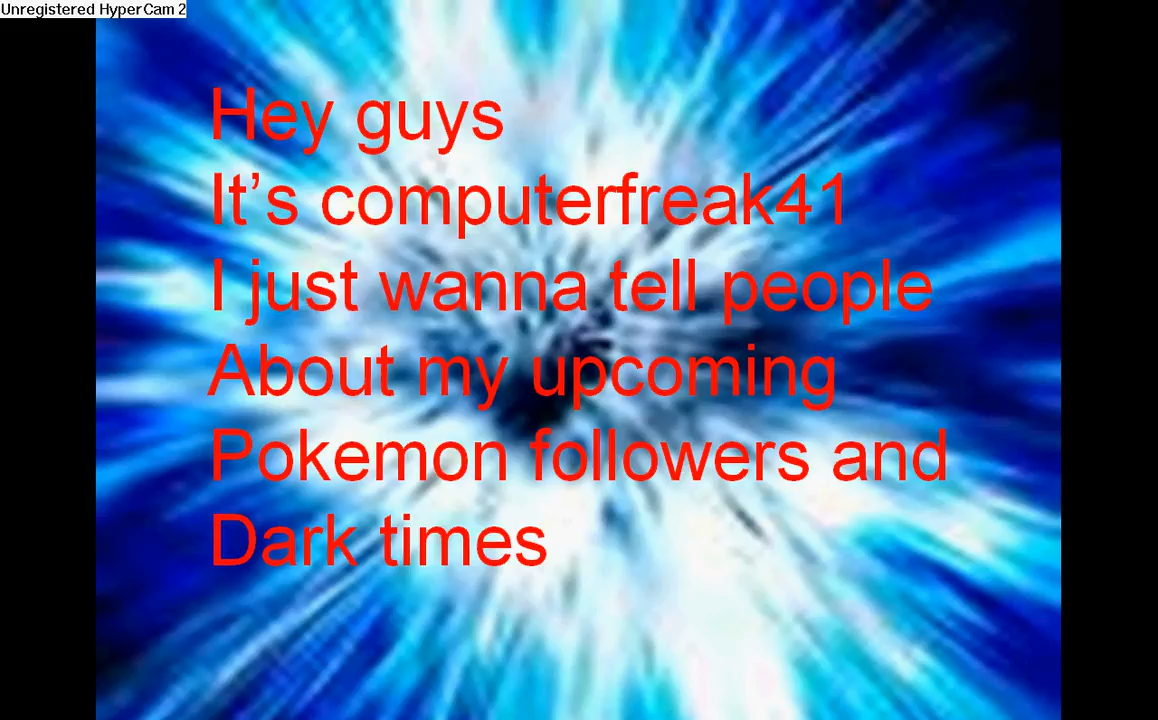 Unregistered HyperCam 2
Hey guys
It’s computerfreak41
I just wanna tell people
About my upcoming
Pokemon followers and
Dark times